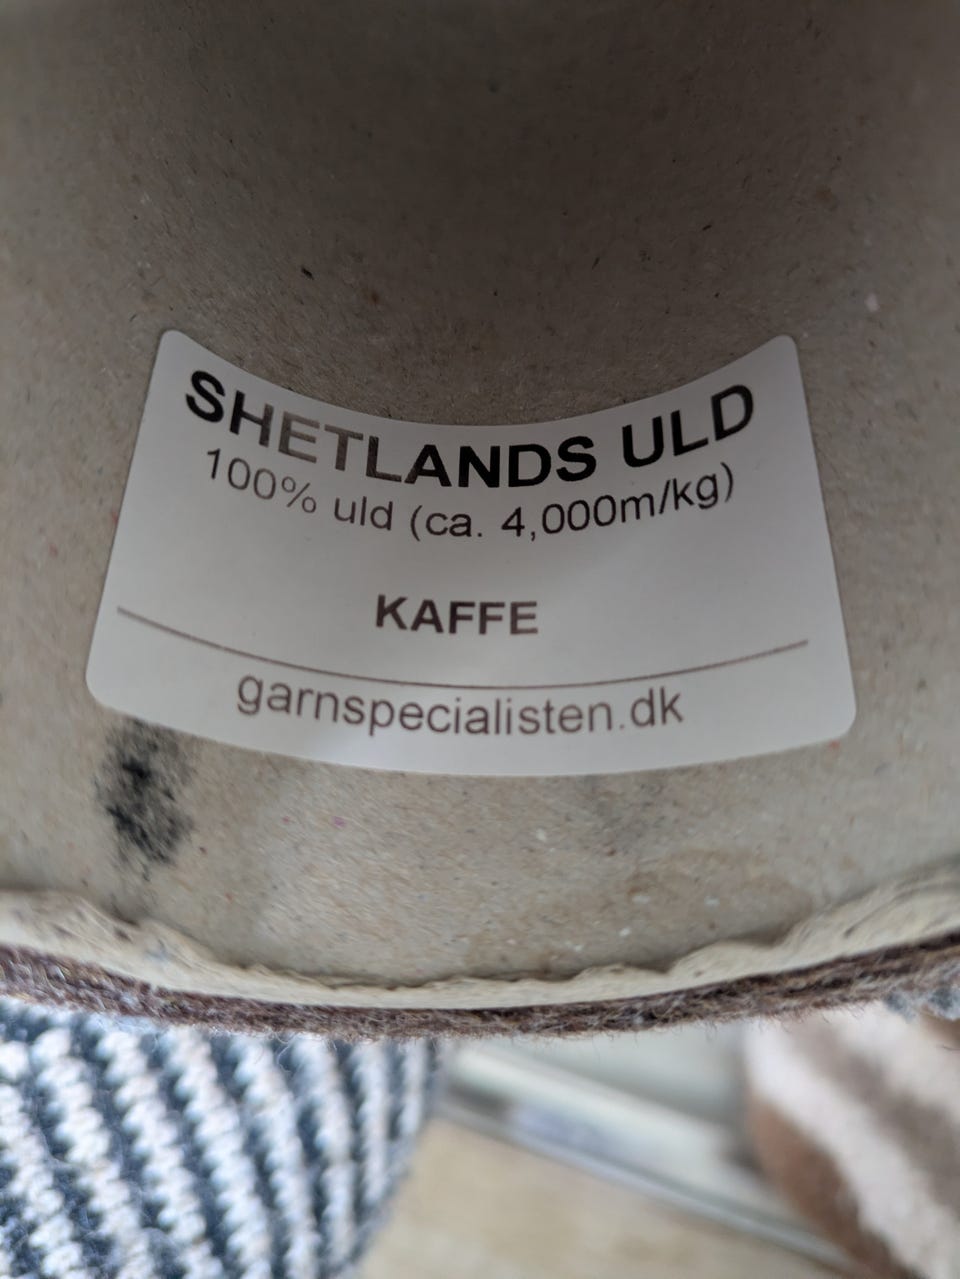 SHETLANDS ULD
100% uld (ca. 4,000m/kg)
KAFFE
garnspecialisten.dk